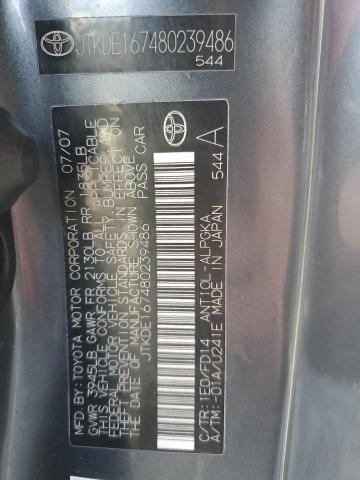 JTKDE167480239486
544
MFD.BY:TOYOTA MOTOR CORPORATION 07/07
GVWR 3945LB GAWR FR 2130LB RR 1835LB
THIS VEHICLE CONFORMS TO ALL APPLICABLE
FEDERAL MOTOR VEHICLE SAFETY,BUMPER,AND
THEFT PREVENTION STANDARDS IN EFFECT ON
THE DATE OF MANUFACTURE SHOWN ABOVE.
JTKDE167480239486 PASS CAR
C/TR:1E0/FD14 ANT10L-ALPGKA
A/TM:-01A/U241E MADE IN JAPAN
544 A